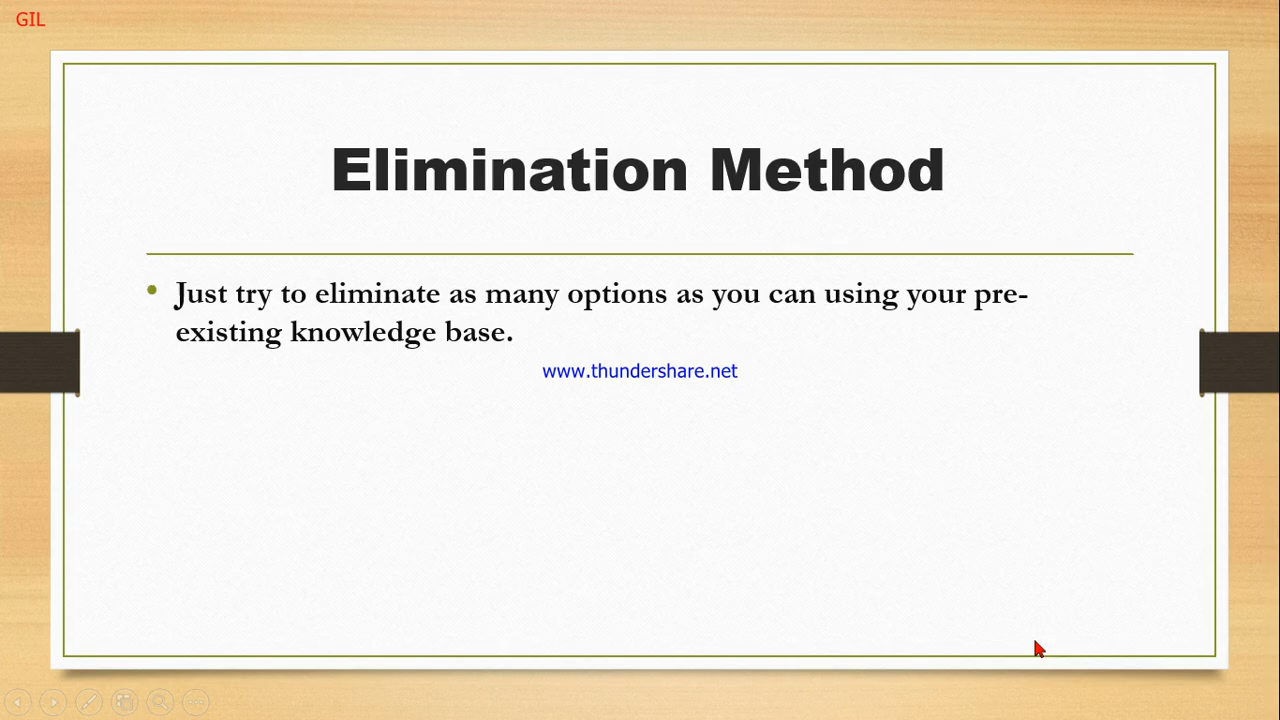 GIL
Elimination Method
• Just try to eliminate as many options as you can using your pre-
existing knowledge base.
www.thundershare.net